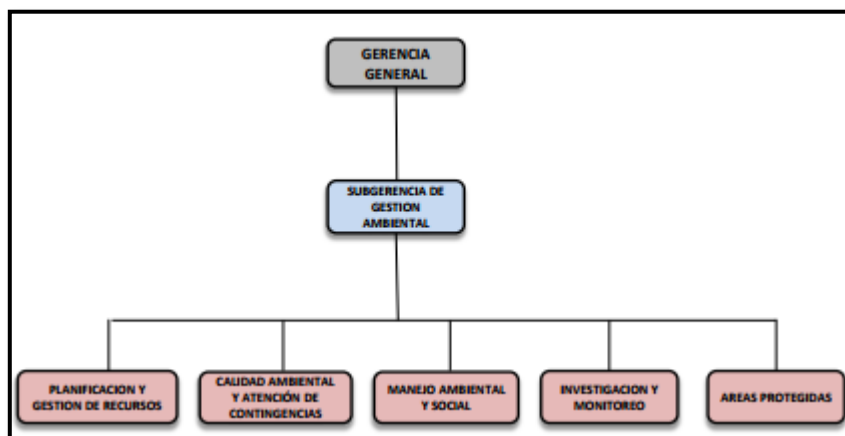 GERENCIA
GENERAL
SUBGERENCIA DE
GESTION
AMBIENTAL
PLANIFICACION Y
GESTION DE RECURSOS
CALIDAD AMBIENTAL
Y ATENCIÓN DE
CONTINGENCIAS
MANEJO AMBIENTAL
Y SOCIAL
INVESTIGACION Y
MONITOREO
AREAS PROTEGIDAS